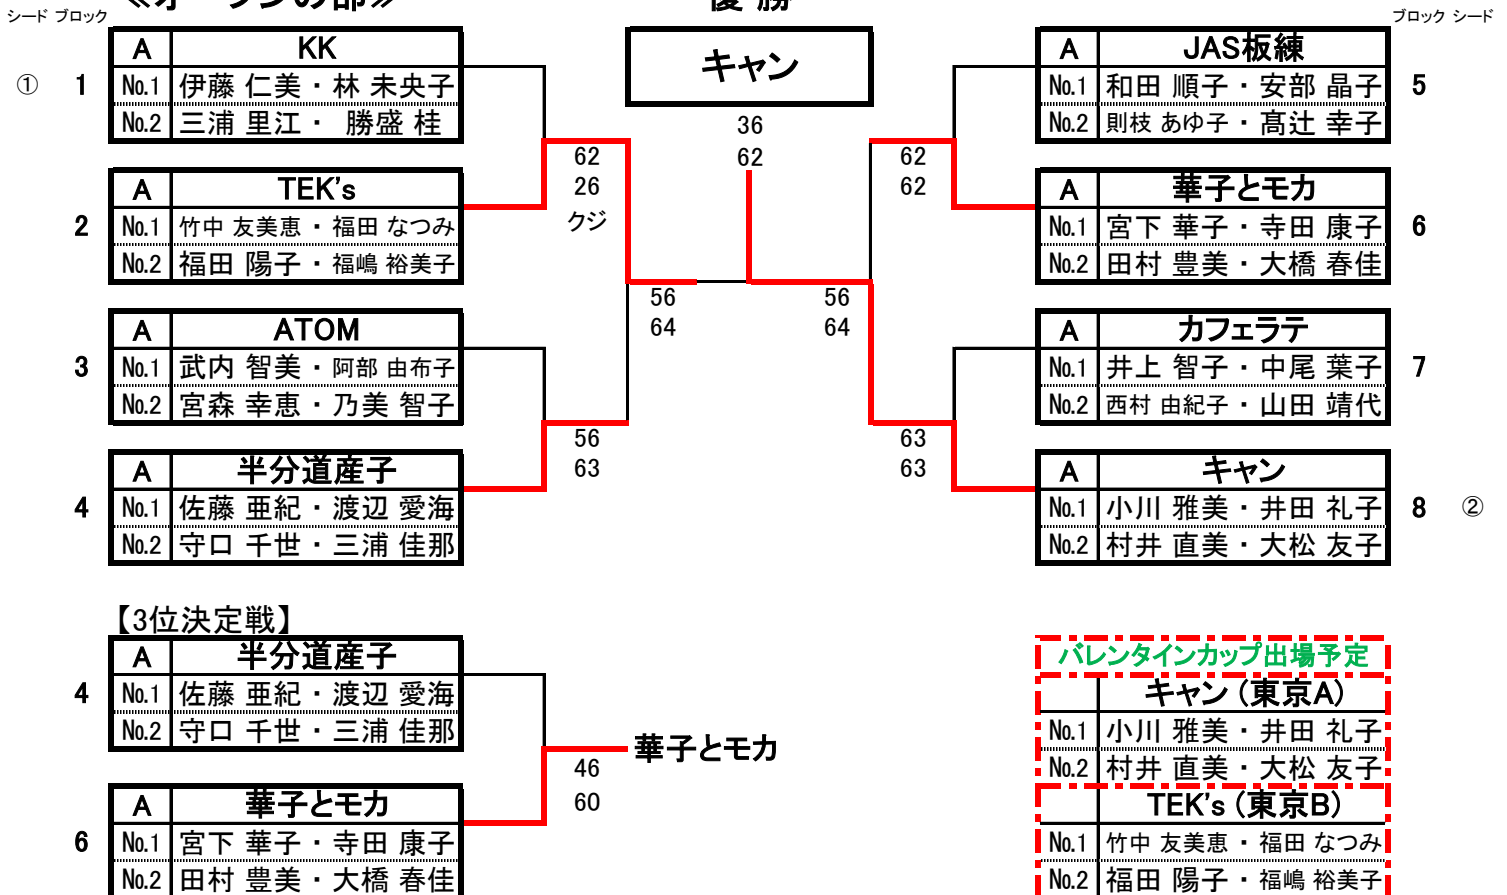 シード ブロック
≪オープンの部≫
優 勝
ブロック シード
キャン
36
62
① 1
A KK
No.1 伊藤 仁美・林 未央子
No.2 三浦 里江・ 勝盛 桂
2
A TEK's
No.1 竹中 友美恵・福田 なつみ
No.2 福田 陽子・福嶋 裕美子
62
26
クジ
3
A ATOM
No.1 武内 智美・阿部 由布子
No.2 宮森 幸恵・乃美 智子
4
A 半分道産子
No.1 佐藤 亜紀・渡辺 愛海
No.2 守口 千世・三浦 佳那
56
63
56
64
56
64
A JAS板練
No.1 和田 順子・安部 晶子
No.2 則枝 あゆ子・髙辻 幸子
5
A 華子とモカ
No.1 宮下 華子・寺田 康子
No.2 田村 豊美・大橋 春佳
6
62
62
A カフェラテ
No.1 井上 智子・中尾 葉子
No.2 西村 由紀子・山田 靖代
7
A キャン
No.1 小川 雅美・井田 礼子
No.2 村井 直美・大松 友子
8 ②
63
63
【3位決定戦】
4
A 半分道産子
No.1 佐藤 亜紀・渡辺 愛海
No.2 守口 千世・三浦 佳那
6
A 華子とモカ
No.1 宮下 華子・寺田 康子
No.2 田村 豊美・大橋 春佳
華子とモカ
46
60
バレンタインカップ出場予定
キャン (東京A)
No.1 小川 雅美・井田 礼子
No.2 村井 直美・大松 友子
TEK's (東京B)
No.1 竹中 友美恵・福田 なつみ
No.2 福田 陽子・福嶋 裕美子